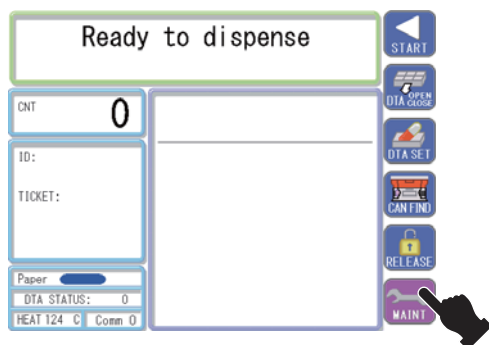 Ready to dispense
START
DTA OPEN CLOSE
CNT 0
ID:
DTA SET
TICKET:
CAN FIND
RELEASE
Paper
DTA STATUS: 0
HEAT 124 C Comm 0
MAINT